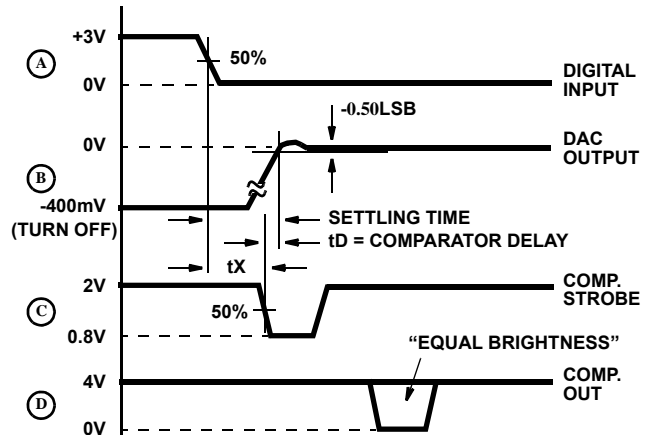 +3V
A
50%
0V
DIGITAL
INPUT
-0.50LSB
0V
DAC
OUTPUT
B
-400mV
(TURN OFF)
SETTLING TIME
tD = COMPARATOR DELAY
tX
2V
COMP.
STROBE
C
50%
0.8V
“EQUAL BRIGHTNESS”
4V
COMP.
OUT
D
0V